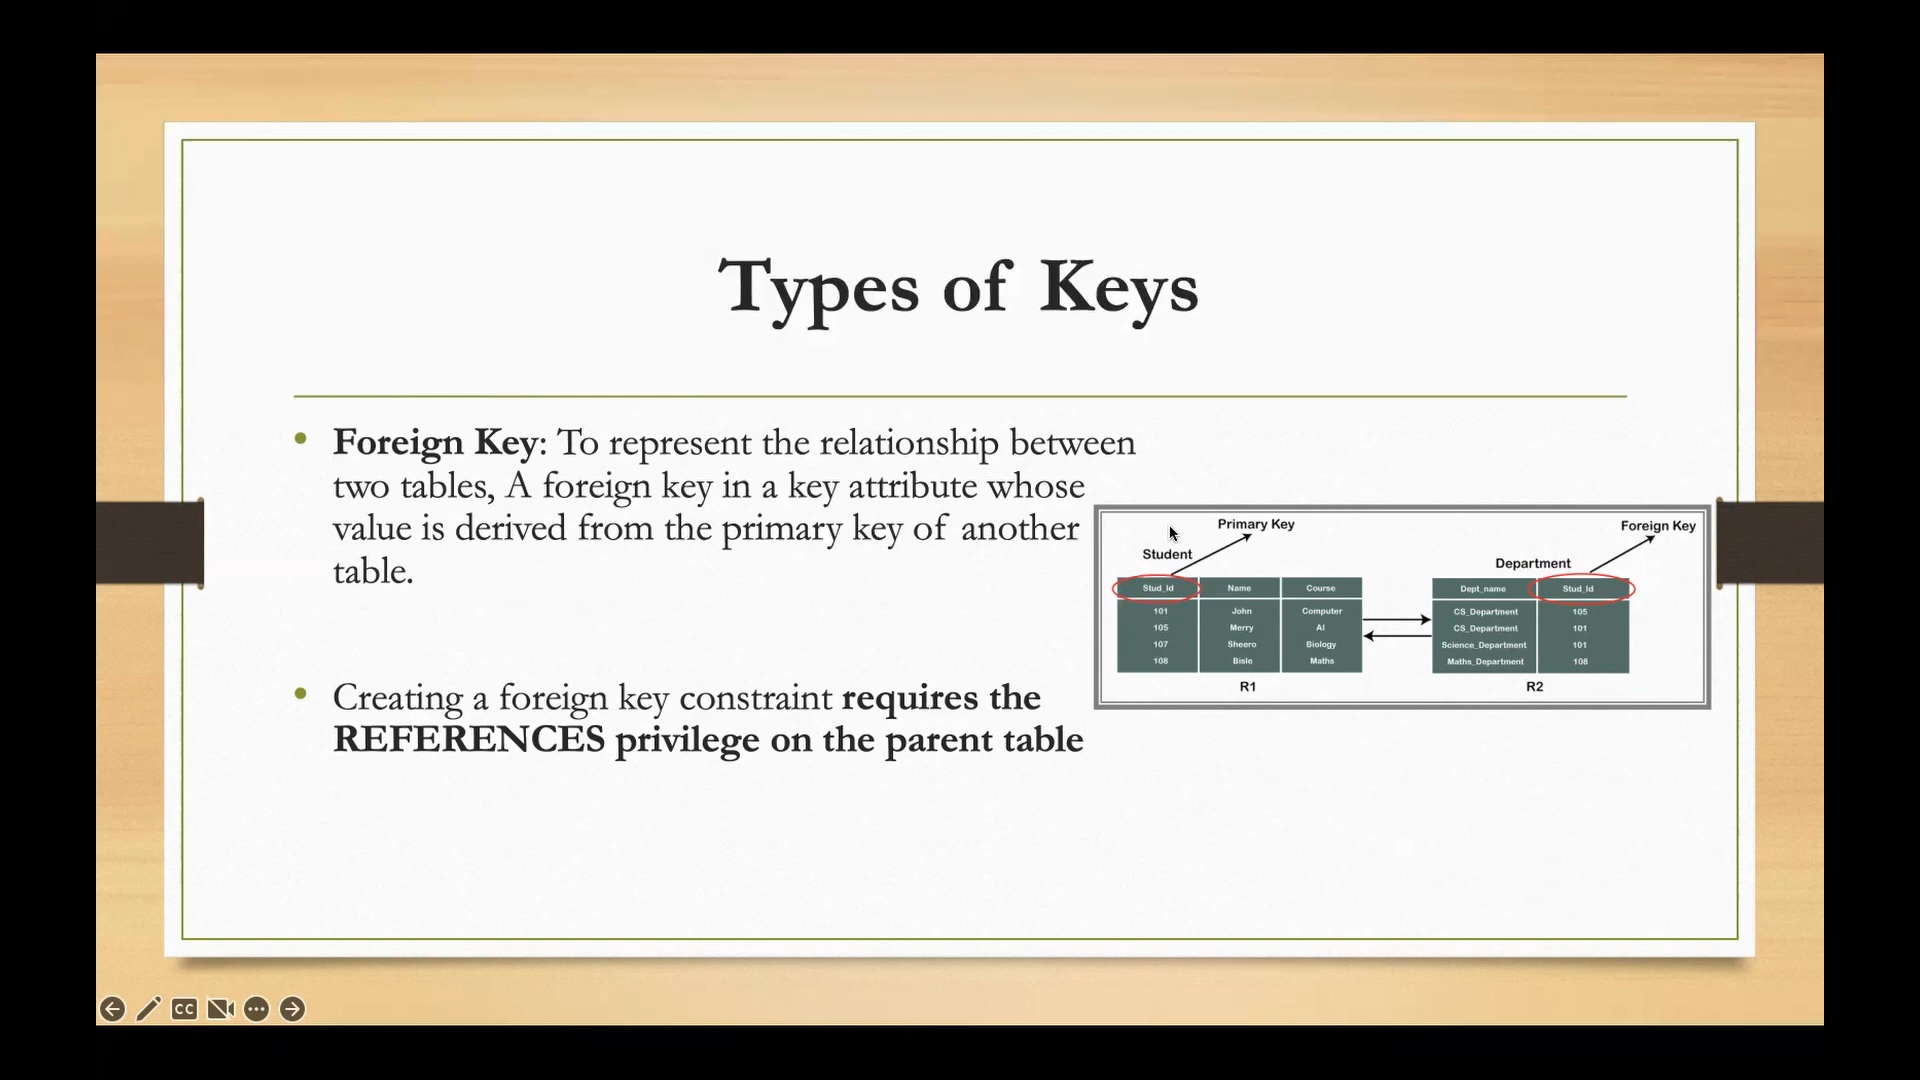 Types of Keys
• Foreign Key: To represent the relationship between
two tables, A foreign key in a key attribute whose
value is derived from the primary key of another
table.
• Creating a foreign key constraint requires the
REFERENCES privilege on the parent table
Primary Key
Student
Stud_Id Name Course
101 John Computer
105 Merry AI
107 Sheero Biology
108 Bisle Maths
R1
Foreign Key
Department
Dept_name Stud_Id
CS_Department 105
CS_Department 101
Science_Department 101
Maths_Department 108
R2
CC